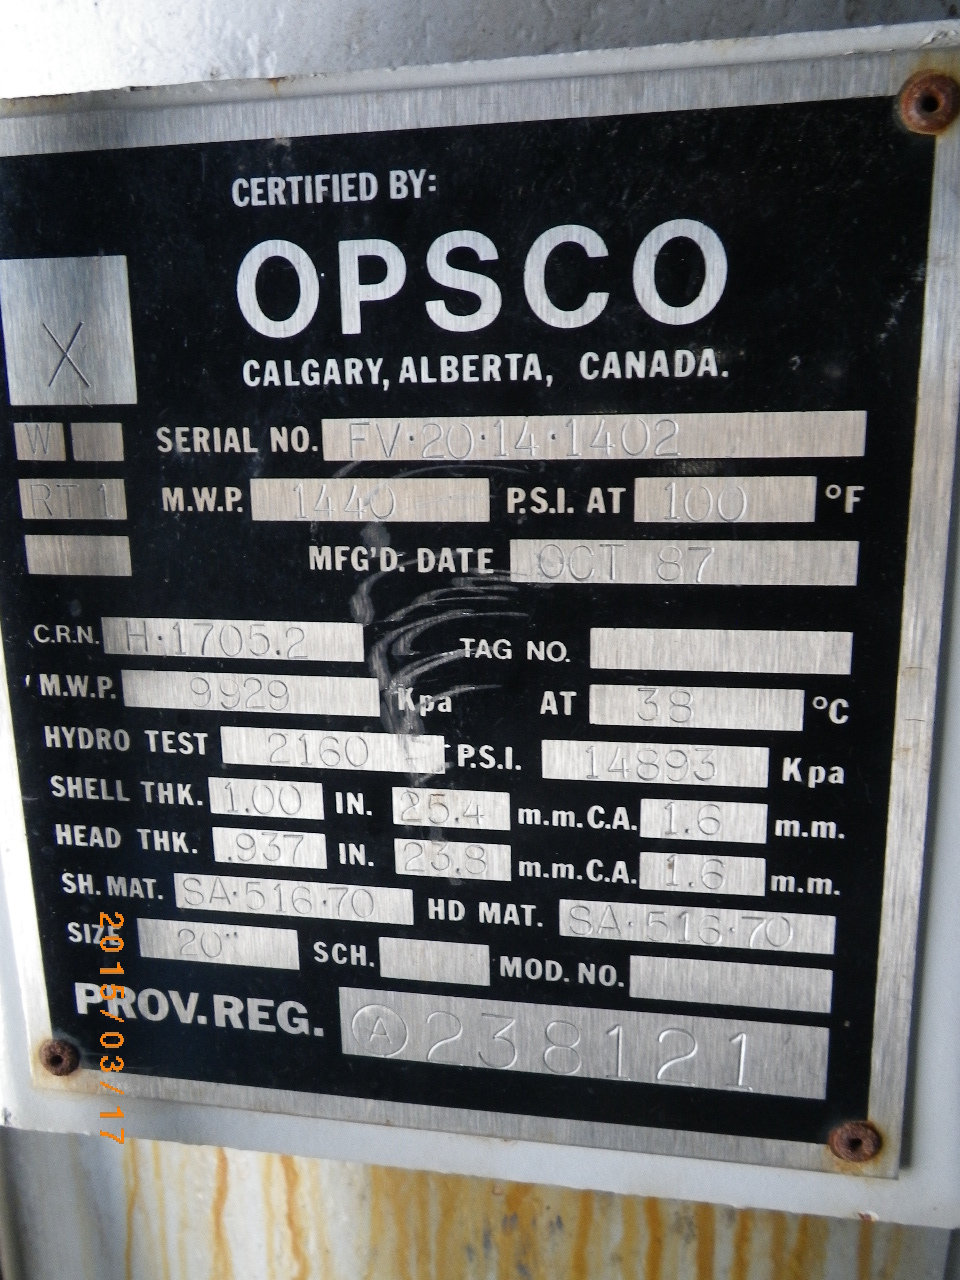 CERTIFIED BY:
OPSCO
CALGARY, ALBERTA, CANADA.
X
W
RT 1
SERIAL NO. FV·20·14·1402
M.W.P. 1440 P.S.I. AT 100 °F
MFG'D. DATE OCT 87
C.R.N. H·1705.2 TAG NO.
M.W.P. 9929 Kpa AT 38 °C
HYDRO TEST 2160 P.S.I. 14893 Kpa
SHELL THK. 1.00 IN. 25.4 m.m. C.A. 1.6 m.m.
HEAD THK. .937 IN. 23.8 m.m. C.A. 1.6 m.m.
SH. MAT. SA·516·70 HD MAT. SA·516·70
SIZE 20" SCH. MOD. NO.
PROV. REG. A 238121
2015/03/17